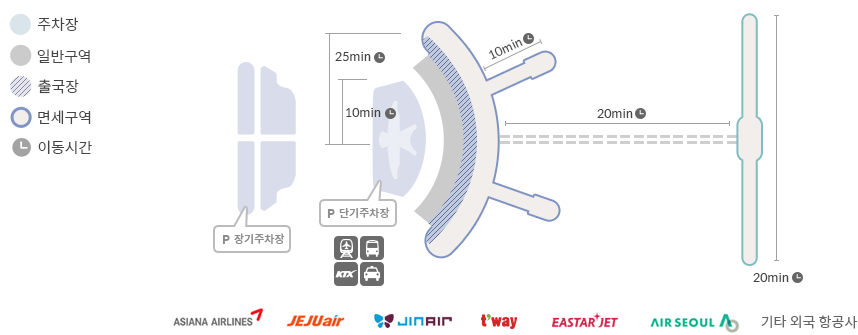 주차장
일반구역
출국장
면세구역
이동시간
25min
10min
10min
20min
20min
P 장기주차장
P 단기주차장
KTX
ASIANA AIRLINES
JEJUair
JINAIR
t'way
EASTAR JET
AIR SEOUL
기타 외국 항공사